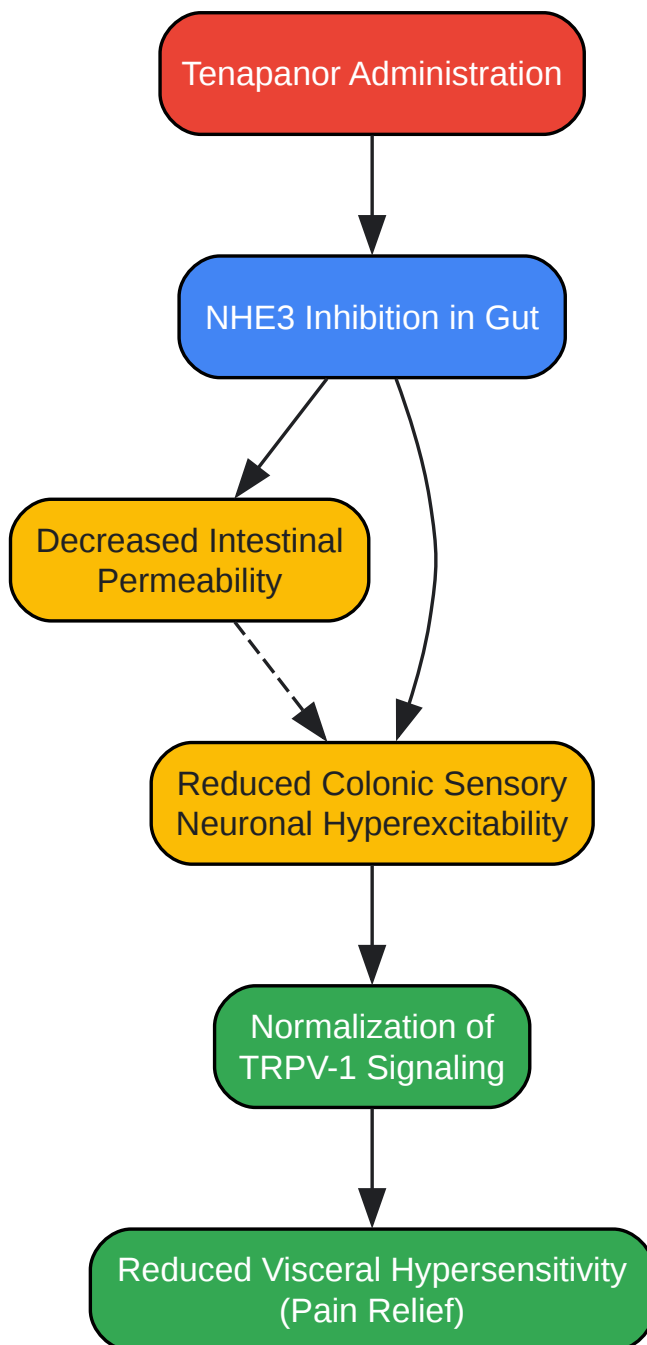 Tenapanor Administration
NHE3 Inhibition in Gut
Decreased Intestinal
Permeability
Reduced Colonic Sensory
Neuronal Hyperexcitability
Normalization of
TRPV-1 Signaling
Reduced Visceral Hypersensitivity
(Pain Relief)